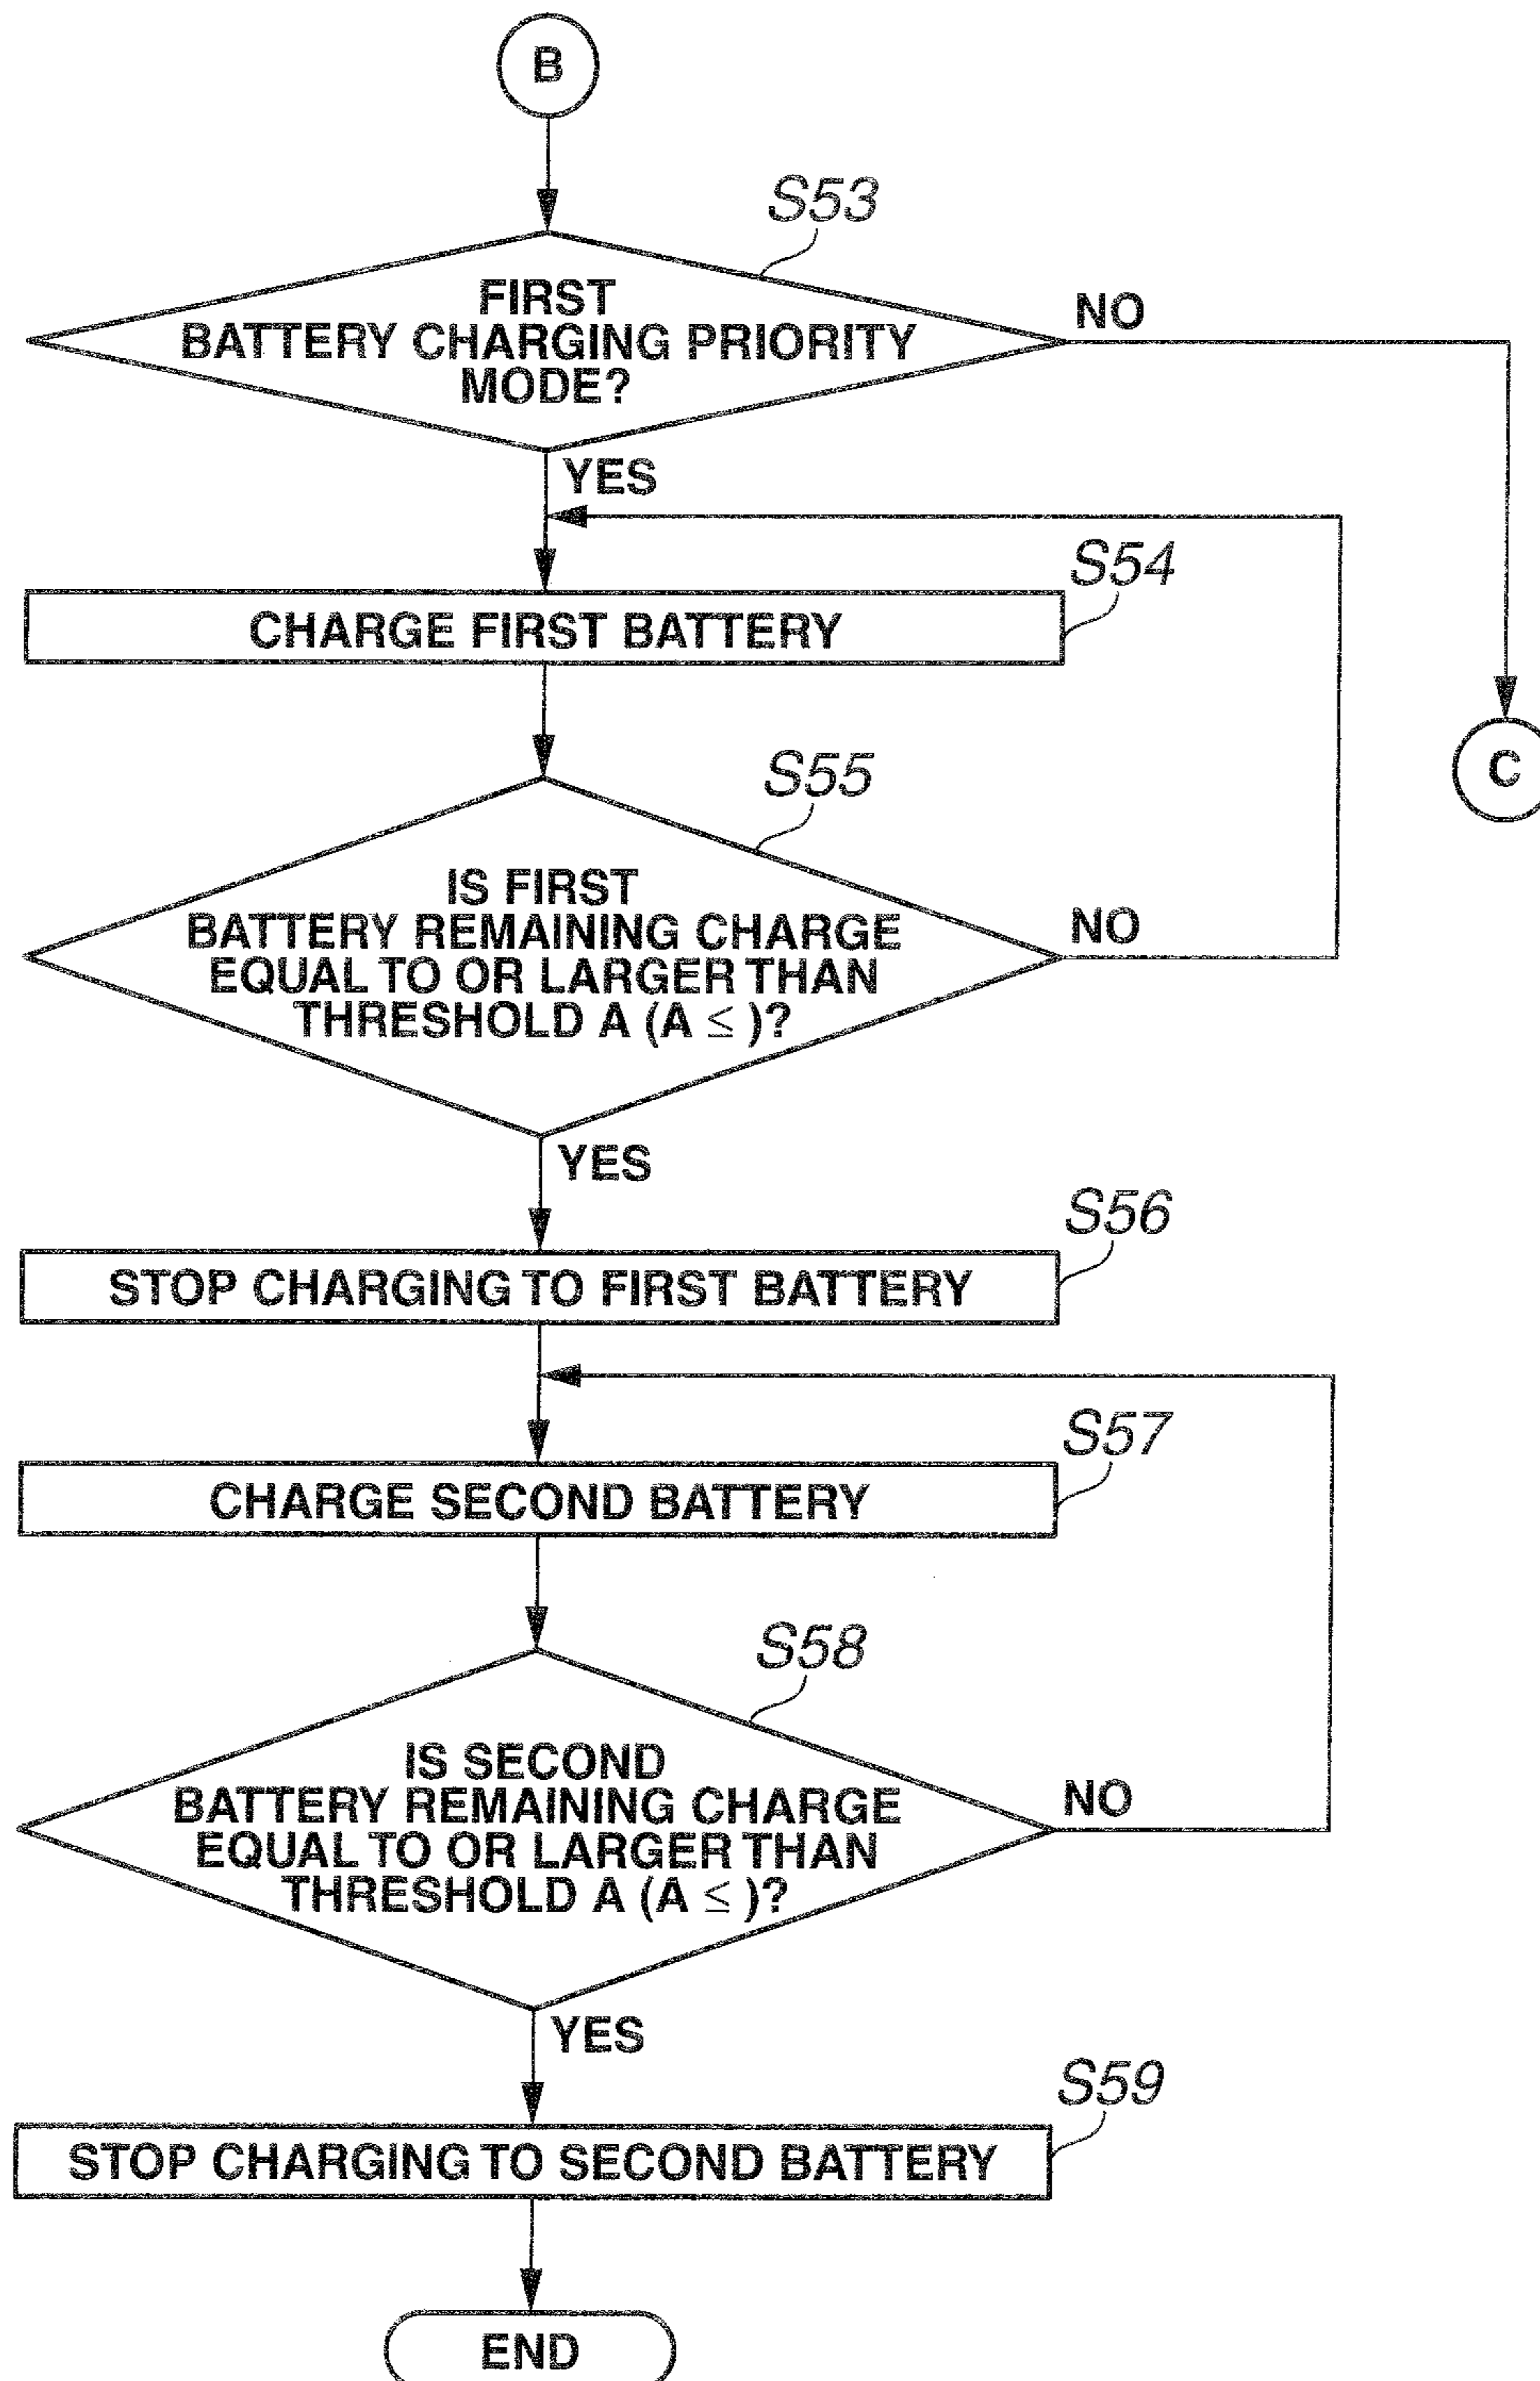 B
S53
FIRST
BATTERY CHARGING PRIORITY
MODE?
NO
YES
S54
CHARGE FIRST BATTERY
C
S55
IS FIRST
BATTERY REMAINING CHARGE
EQUAL TO OR LARGER THAN
THRESHOLD A (A ≤ )?
NO
YES
S56
STOP CHARGING TO FIRST BATTERY
S57
CHARGE SECOND BATTERY
S58
IS SECOND
BATTERY REMAINING CHARGE
EQUAL TO OR LARGER THAN
THRESHOLD A (A ≤ )?
NO
YES
S59
STOP CHARGING TO SECOND BATTERY
END